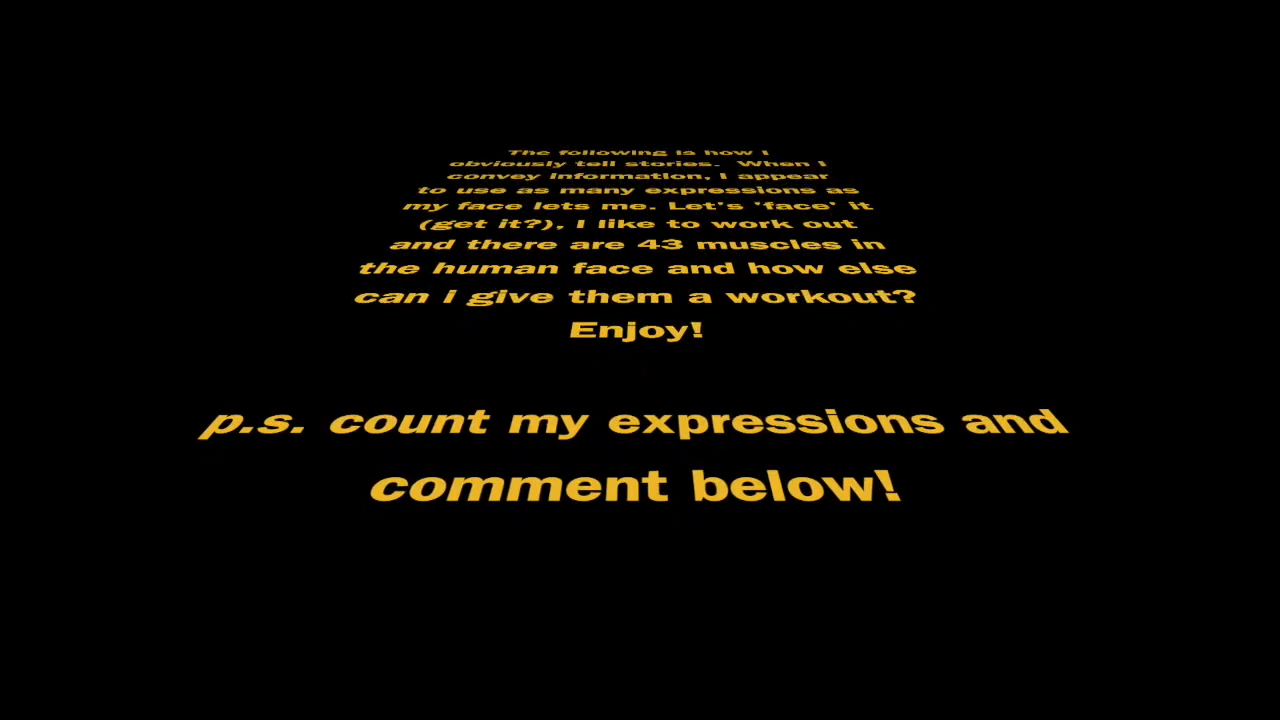 The following is how I
obviously tell stories.  When I
convey information, I appear
to use as many expressions as
my face lets me. Let's 'face' it
(get it?), I like to work out
and there are 43 muscles in
the human face and how else
can I give them a workout?
Enjoy!
p.s. count my expressions and
comment below!